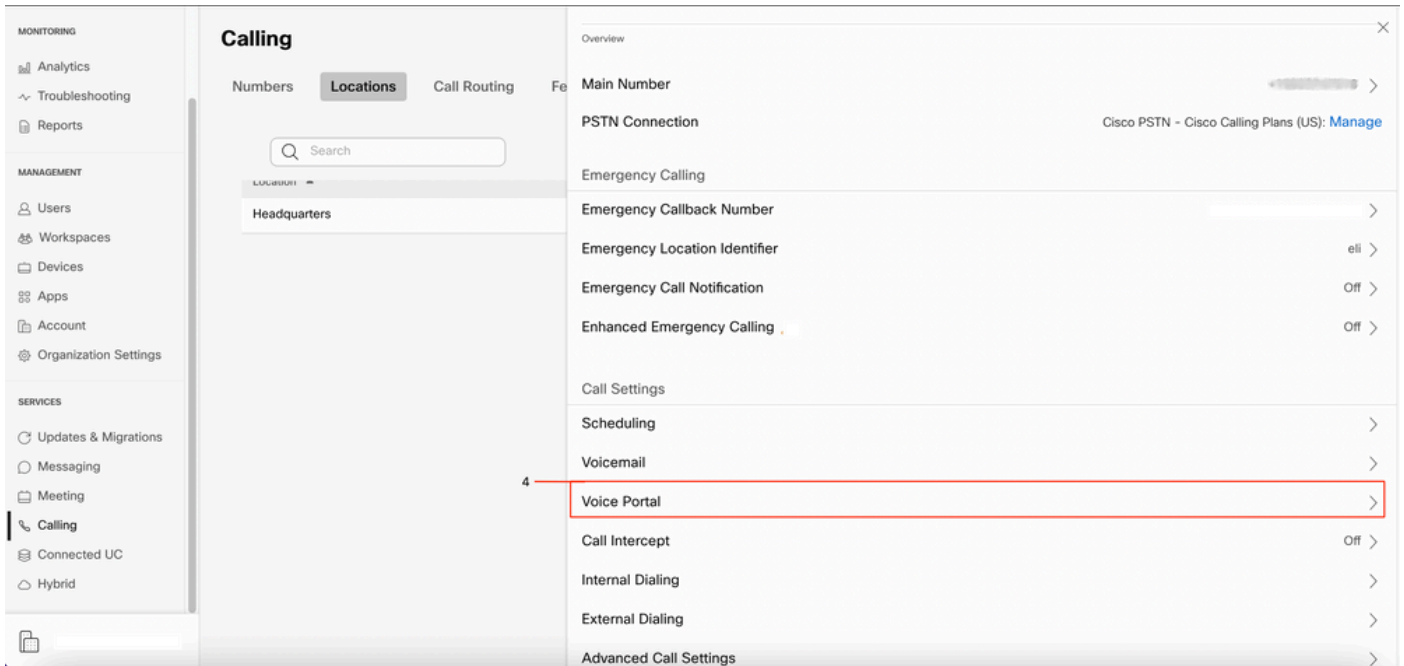 MONITORING
Analytics
Troubleshooting
Reports
MANAGEMENT
Users
Workspaces
Devices
Apps
Account
Organization Settings
SERVICES
Updates & Migrations
Messaging
Meeting
Calling
Connected UC
Hybrid
Calling
Numbers Locations Call Routing Fe
Search
Location
Headquarters
4
Overview
Main Number
PSTN Connection Cisco PSTN - Cisco Calling Plans (US): Manage
Emergency Calling
Emergency Callback Number
Emergency Location Identifier eli
Emergency Call Notification Off
Enhanced Emergency Calling Off
Call Settings
Scheduling
Voicemail
Voice Portal
Call Intercept Off
Internal Dialing
External Dialing
Advanced Call Settings